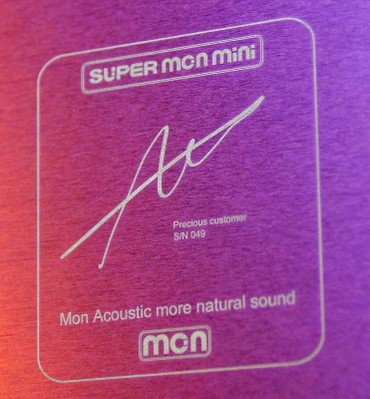 SUPER mon mini
Precious customer
S/N 049
Mon Acoustic more natural sound
mon